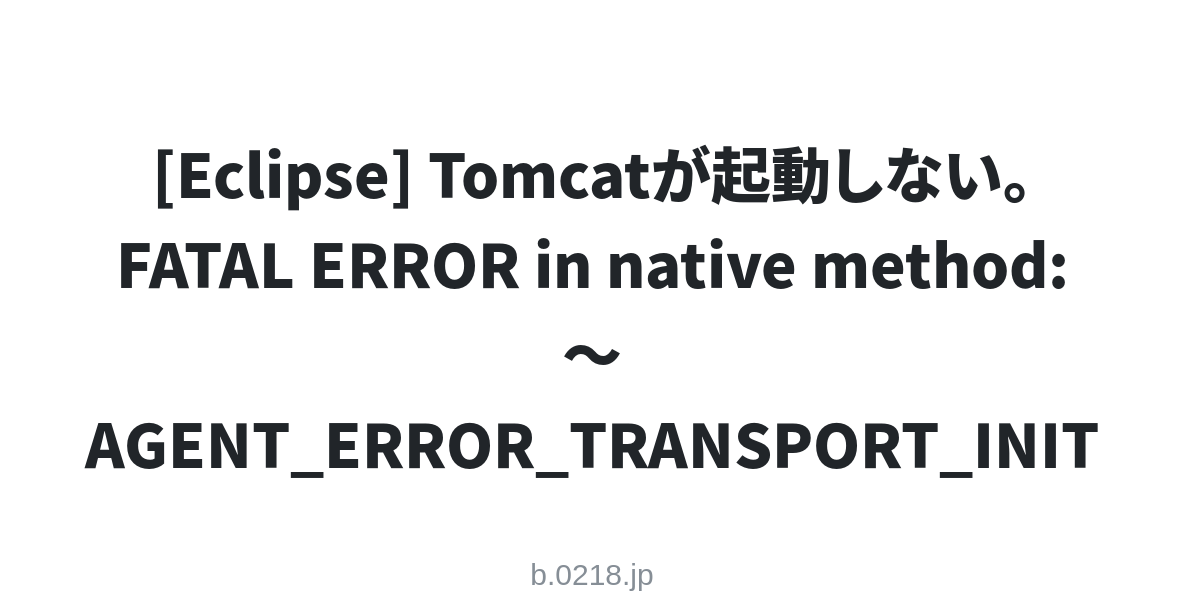 [Eclipse] Tomcatが起動しない。
FATAL ERROR in native method:
〜
AGENT_ERROR_TRANSPORT_INIT
b.0218.jp